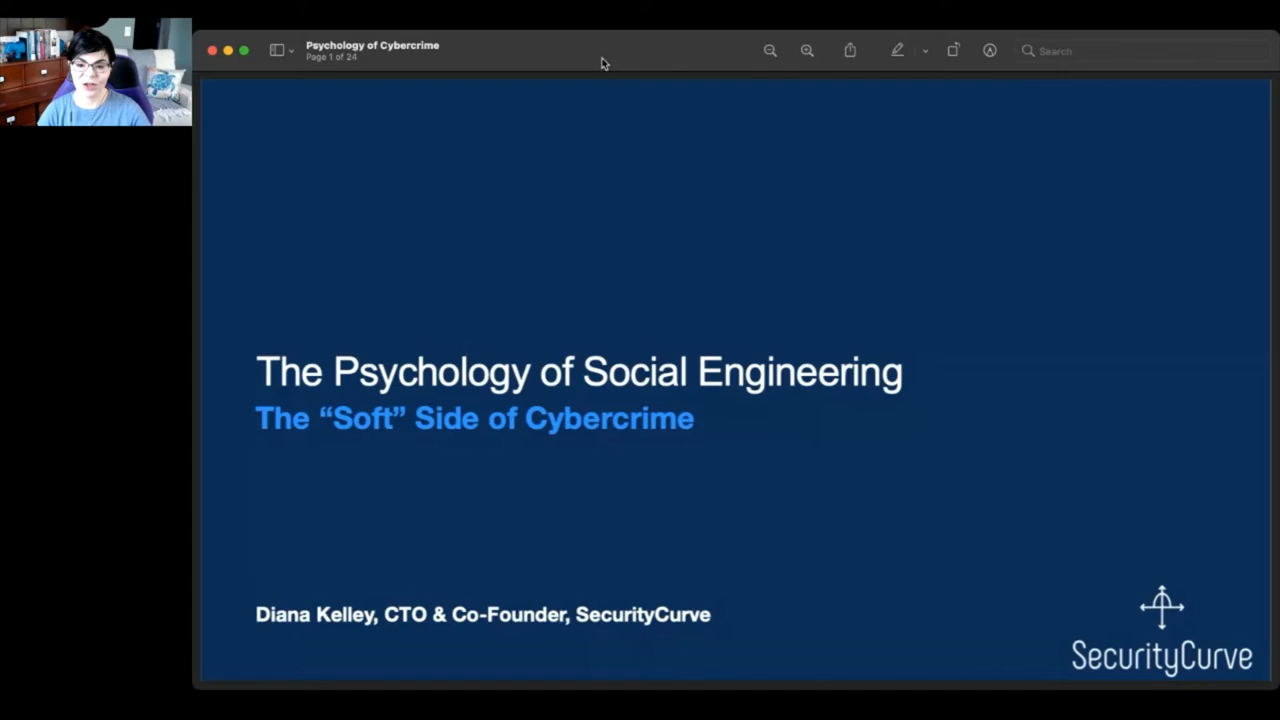 Psychology of Cybercrime
Page 1 of 24
Search
The Psychology of Social Engineering
The “Soft” Side of Cybercrime
Diana Kelley, CTO & Co-Founder, SecurityCurve
SecurityCurve